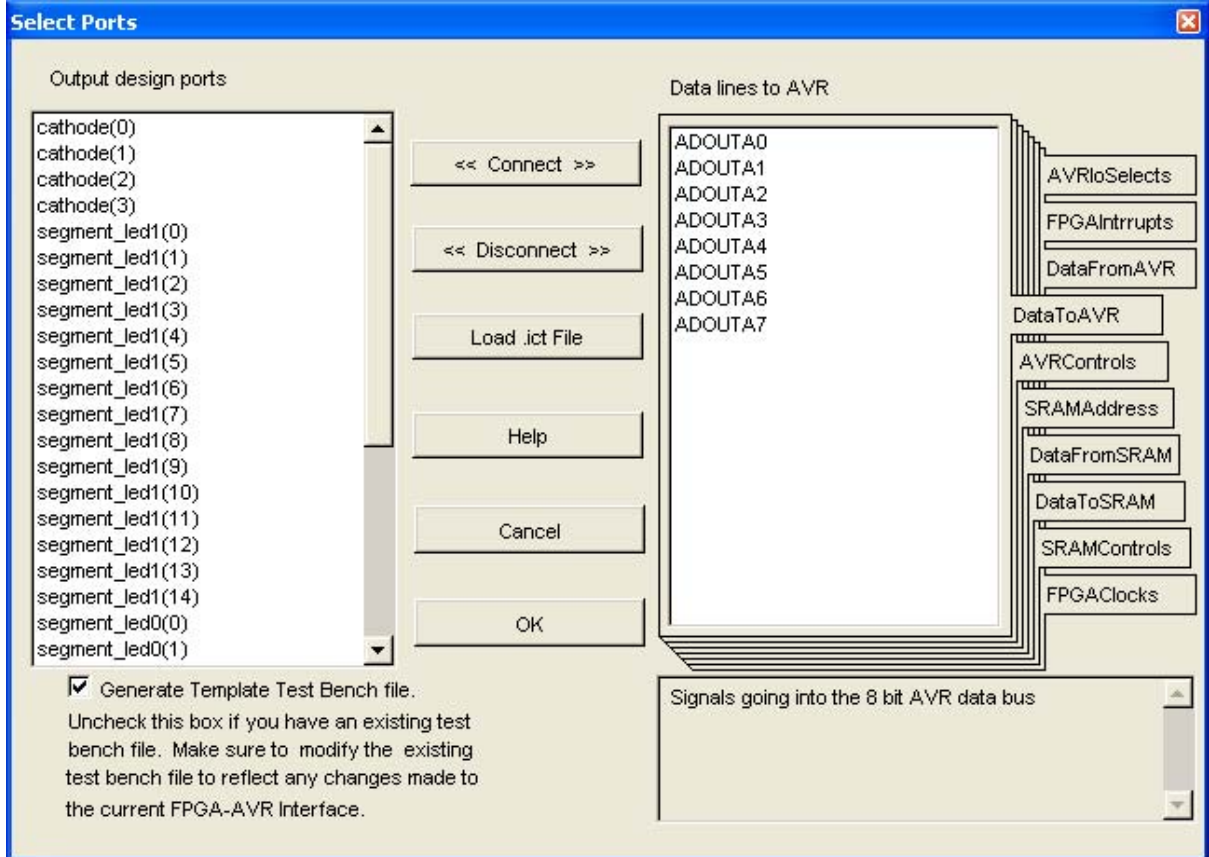 Select Ports
Output design ports
cathode(0)
cathode(1)
cathode(2)
cathode(3)
segment_led1(0)
segment_led1(1)
segment_led1(2)
segment_led1(3)
segment_led1(4)
segment_led1(5)
segment_led1(6)
segment_led1(7)
segment_led1(8)
segment_led1(9)
segment_led1(10)
segment_led1(11)
segment_led1(12)
segment_led1(13)
segment_led1(14)
segment_led0(0)
segment_led0(1)
<< Connect >>
<< Disconnect >>
Load .ict File
Help
Cancel
OK
Data lines to AVR
ADOUTA0
ADOUTA1
ADOUTA2
ADOUTA3
ADOUTA4
ADOUTA5
ADOUTA6
ADOUTA7
AVRIoSelects
FPGAIntrrupts
DataFromAVR
DataToAVR
AVRControls
SRAMAddress
DataFromSRAM
DataToSRAM
SRAMControls
FPGAClocks
Generate Template Test Bench file.
Uncheck this box if you have an existing test
bench file. Make sure to modify the existing
test bench file to reflect any changes made to
the current FPGA-AVR Interface.
Signals going into the 8 bit AVR data bus